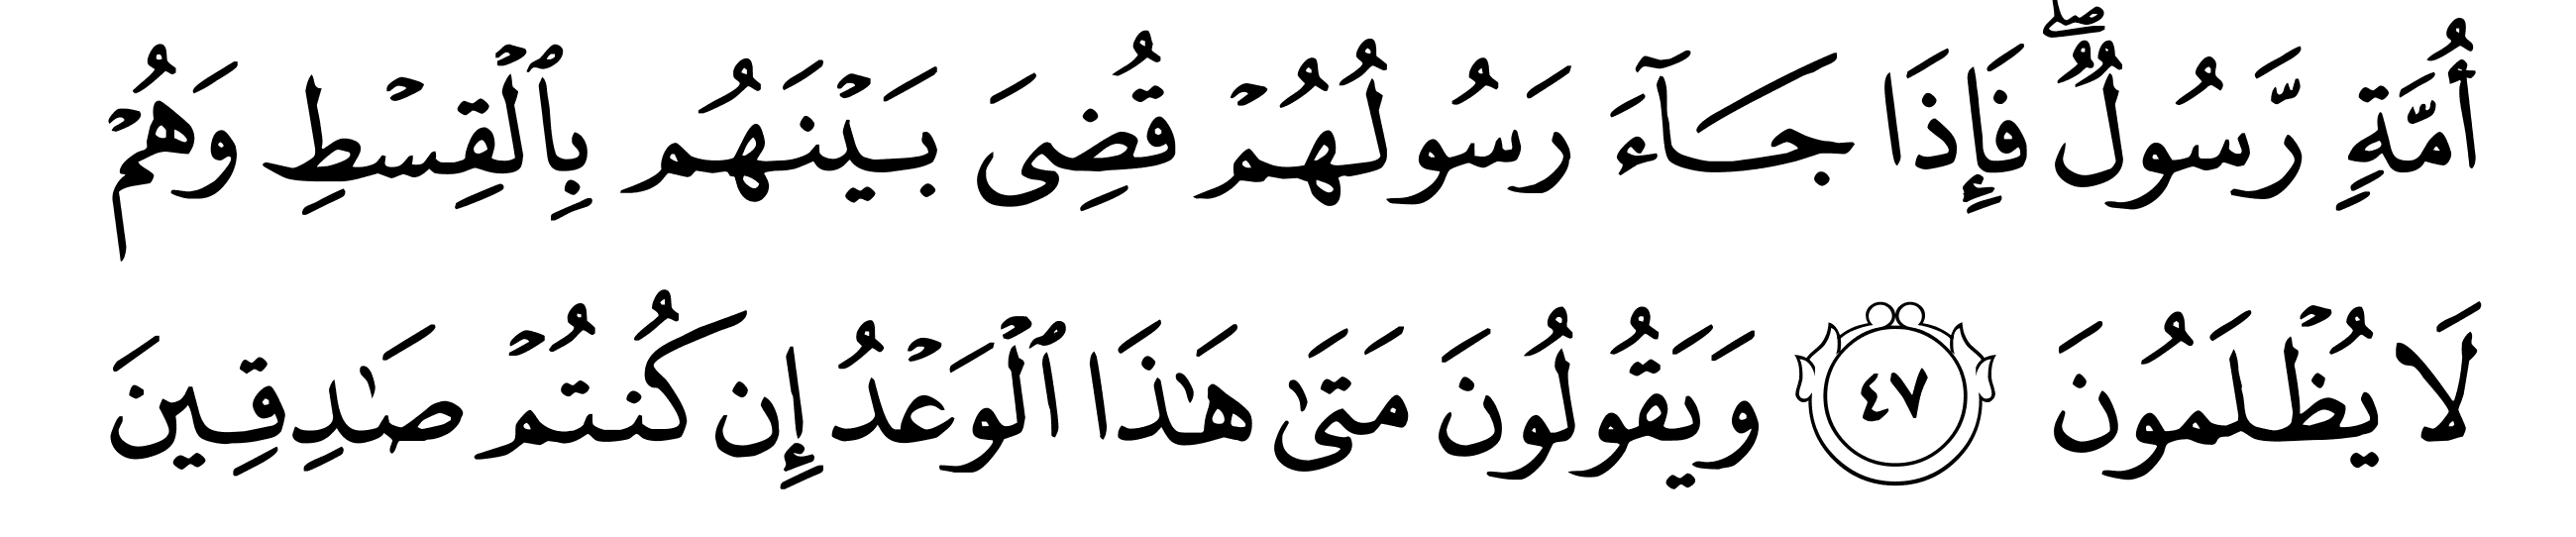 أُمَّةٍ رَّسُولٌۖ فَإِذَا جَآءَ رَسُولُهُمۡ قُضِىَ بَيۡنَهُم بِٱلۡقِسۡطِ وَهُمۡ
لَا يُظۡلَمُونَ ٤٧ وَيَقُولُونَ مَتَىٰ هَٰذَا ٱلۡوَعۡدُ إِن كُنتُمۡ صَٰدِقِينَ